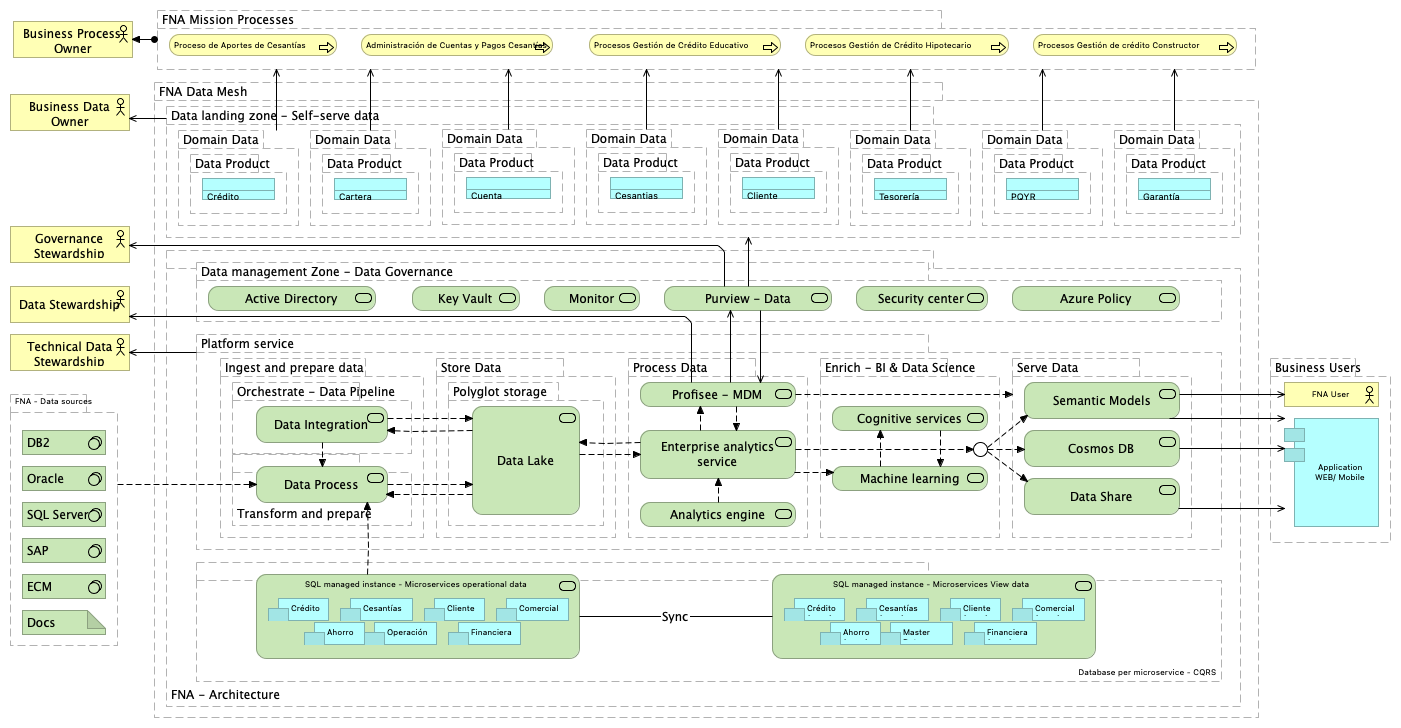 FNA Mission Processes
Business Process
Owner
Proceso de Aportes de Cesantías
Administración de Cuentas y Pagos Cesantías
Procesos Gestión de Crédito Educativo
Procesos Gestión de Crédito Hipotecario
Procesos Gestión de crédito Constructor
FNA Data Mesh
Business Data
Owner
Data landing zone – Self-serve data
Domain Data
Domain Data
Domain Data
Domain Data
Domain Data
Domain Data
Domain Data
Domain Data
Data Product
Data Product
Data Product
Data Product
Data Product
Data Product
Data Product
Data Product
Crédito
Cartera
Cuenta
Cesantias
Cliente
Tesorería
PQYR
Garantía
Governance
Stewardship
Data management Zone – Data Governance
Active Directory
Key Vault
Monitor
Purview – Data
Security center
Azure Policy
Data Stewardship
Technical Data
Stewardship
Platform service
Ingest and prepare data
Store Data
Process Data
Enrich – BI & Data Science
Serve Data
Business Users
Orchestrate – Data Pipeline
Polyglot storage
Profisee – MDM
Semantic Models
FNA User
FNA - Data sources
Data Integration
Data Lake
Enterprise analytics
service
Cognitive services
Cosmos DB
Application
WEB/ Mobile
DB2
Oracle
SQL Server
SAP
ECM
Docs
Data Process
Transform and prepare
Analytics engine
Machine learning
Data Share
SQL managed instance - Microservices operational data
Crédito
Cesantías
Cliente
Comercial
Ahorro
Operación
Financiera
Sync
SQL managed instance - Microservices View data
Crédito
Cesantías
Cliente
Comercial
Ahorro
Master
Financiera
Database per microservice - CQRS
FNA – Architecture